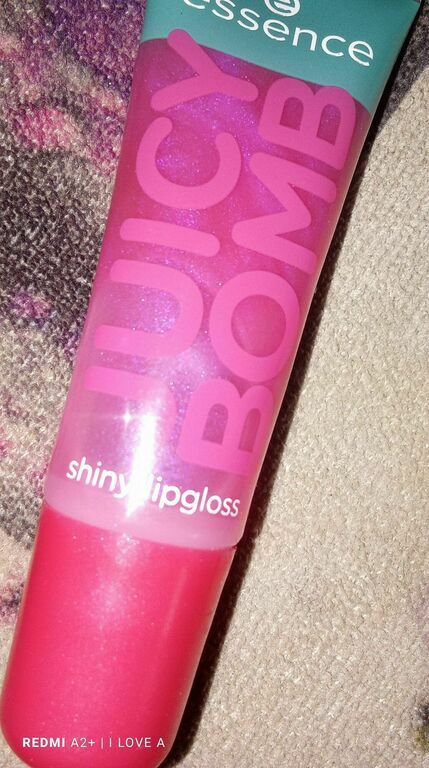 essence
JUICY
BOMB
shiny lipgloss
REDMI A2+ | I LOVE A